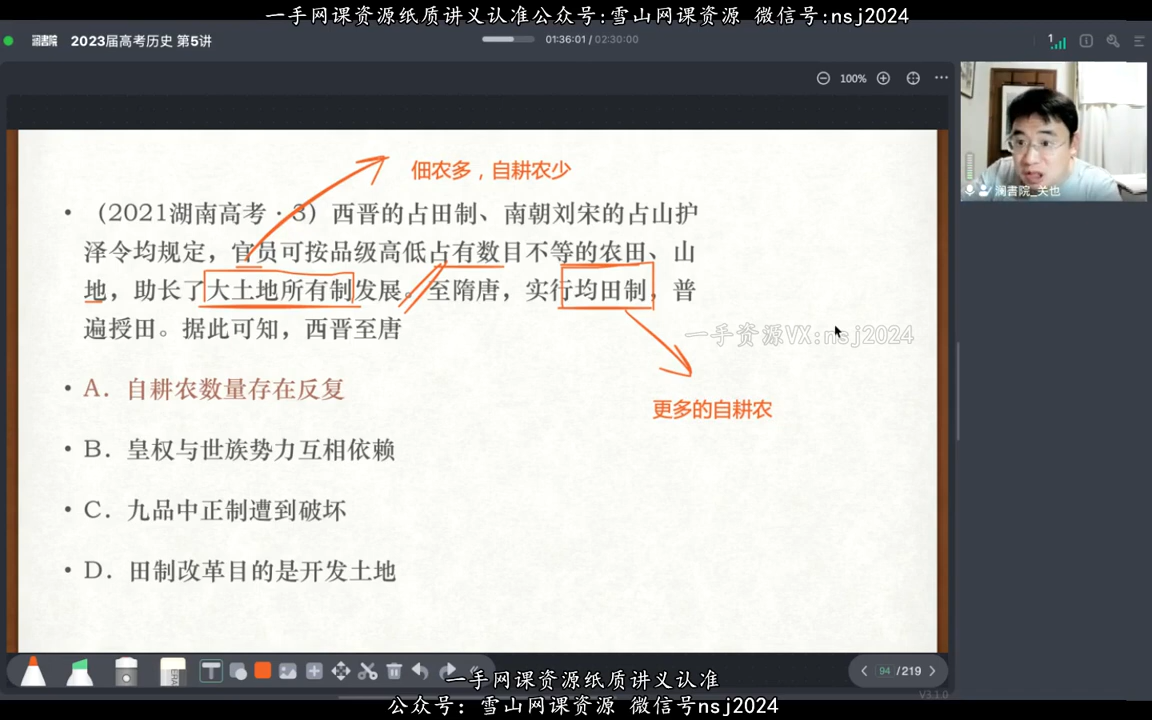 一手网课资源纸质讲义认准公众号:雪山网课资源 微信号:nsj2024
澜書院 2023届高考历史 第5讲
01:36:01 / 02:30:00
1
100%
佃农多，自耕农少
• （2021湖南高考·3）西晋的占田制、南朝刘宋的占山护
泽令均规定，官员可按品级高低占有数目不等的农田、山
地，助长了大土地所有制发展。至隋唐，实行均田制，普
遍授田。据此可知，西晋至唐
一手资源VX:nsj2024
• A．自耕农数量存在反复
更多的自耕农
• B．皇权与世族势力互相依赖
• C．九品中正制遭到破坏
• D．田制改革目的是开发土地
澜書院_关也
94 /219
V3.1.0
一手网课资源纸质讲义认准
公众号：雪山网课资源 微信号nsj2024